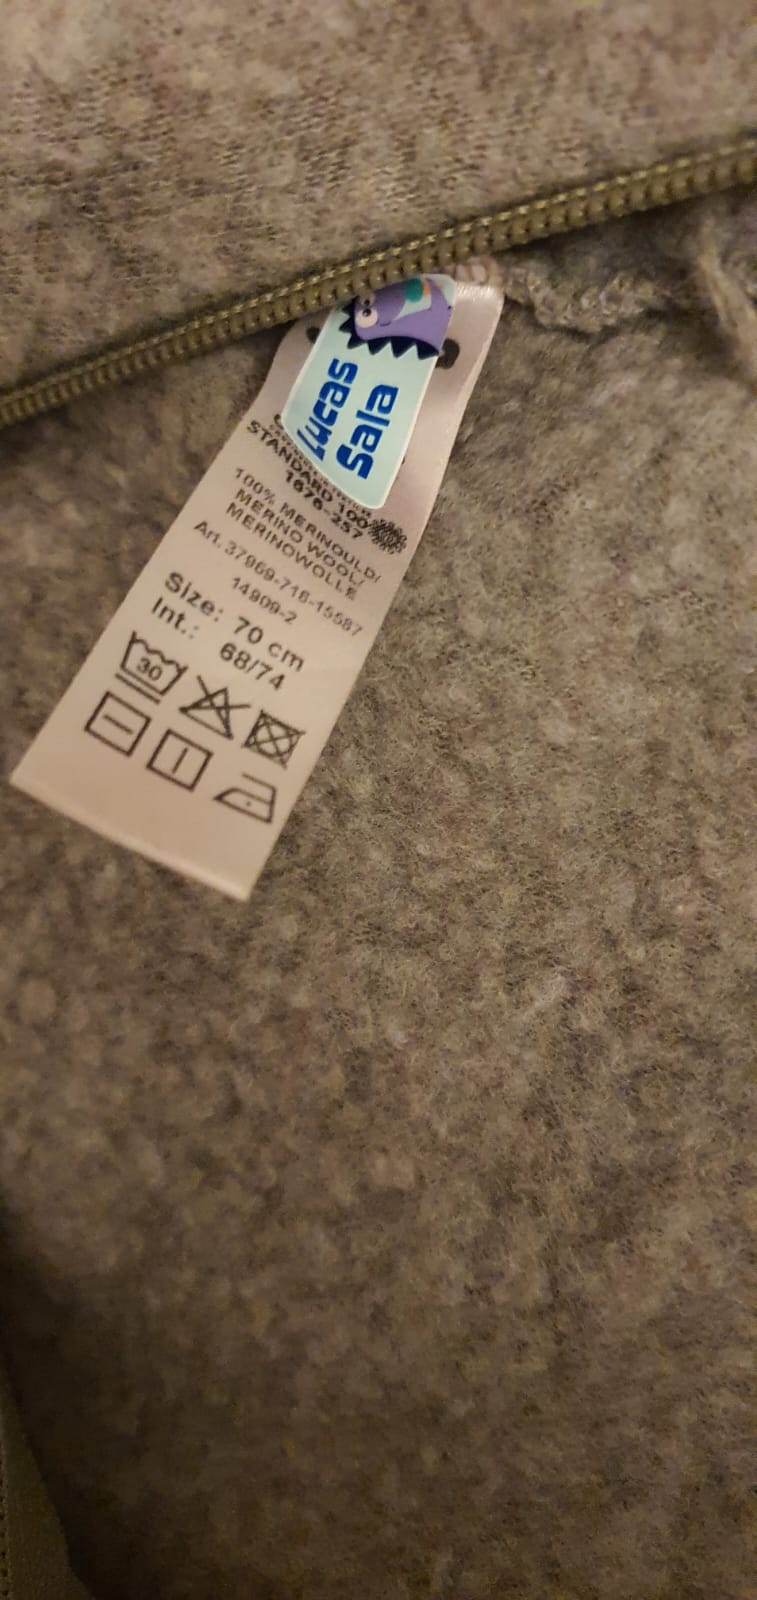 Lucas
Sala
STANDARD 100
1676-257
100% MERINOULD/
MERINO WOOL/
MERINOWOLLE
Art. 37969-716-15587
14909-2
Size: 70 cm
Int.: 68/74
30